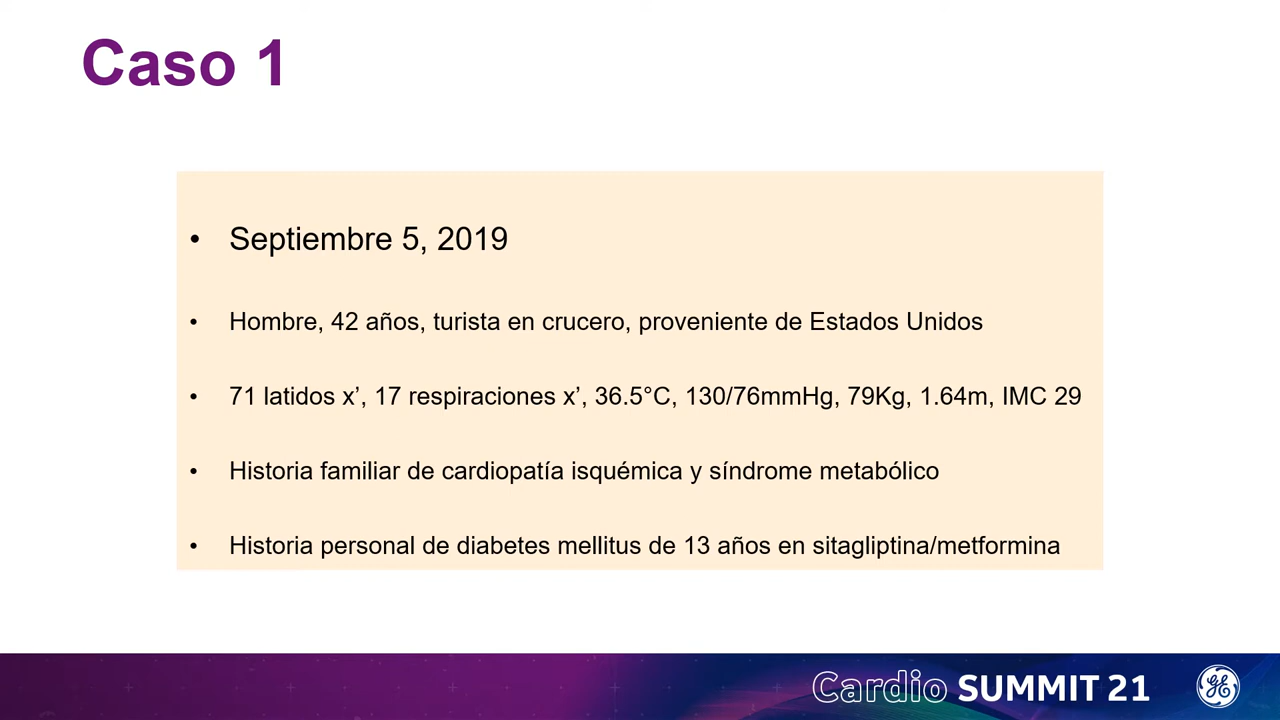 Caso 1
• Septiembre 5, 2019
• Hombre, 42 años, turista en crucero, proveniente de Estados Unidos
• 71 latidos x’, 17 respiraciones x’, 36.5°C, 130/76mmHg, 79Kg, 1.64m, IMC 29
• Historia familiar de cardiopatía isquémica y síndrome metabólico
• Historia personal de diabetes mellitus de 13 años en sitagliptina/metformina
Cardio SUMMIT 21